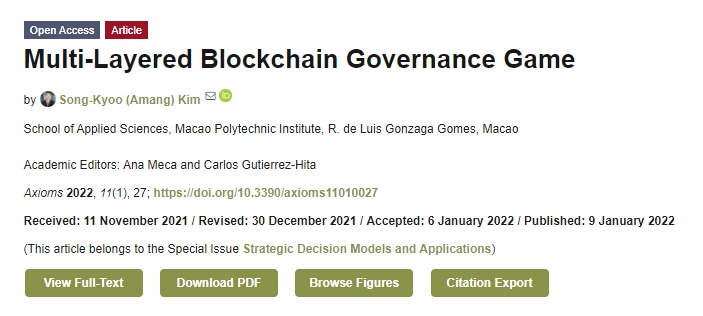 Open Access Article
Multi-Layered Blockchain Governance Game
by Song-Kyoo (Amang) Kim iD
School of Applied Sciences, Macao Polytechnic Institute, R. de Luis Gonzaga Gomes, Macao
Academic Editors: Ana Meca and Carlos Gutierrez-Hita
Axioms 2022, 11(1), 27; https://doi.org/10.3390/axioms11010027
Received: 11 November 2021 / Revised: 30 December 2021 / Accepted: 6 January 2022 / Published: 9 January 2022
(This article belongs to the Special Issue Strategic Decision Models and Applications)
View Full-Text Download PDF Browse Figures Citation Export